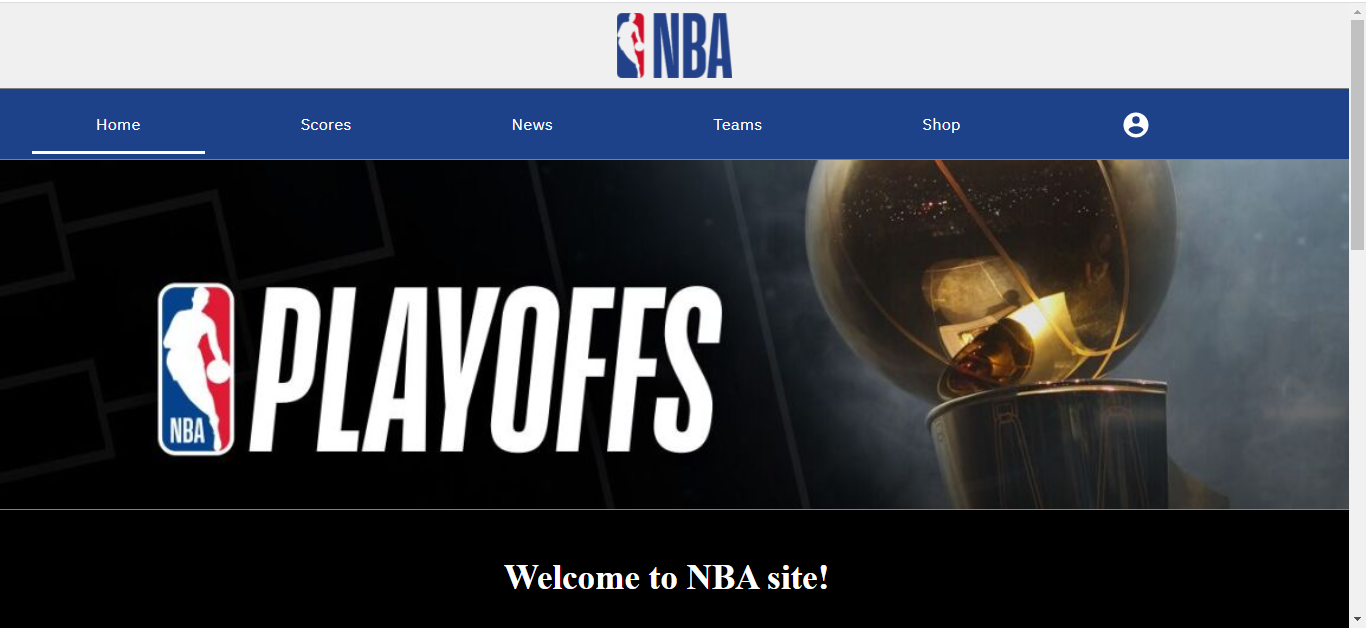 NBA
Home
Scores
News
Teams
Shop
NBA
PLAYOFFS
Welcome to NBA site!